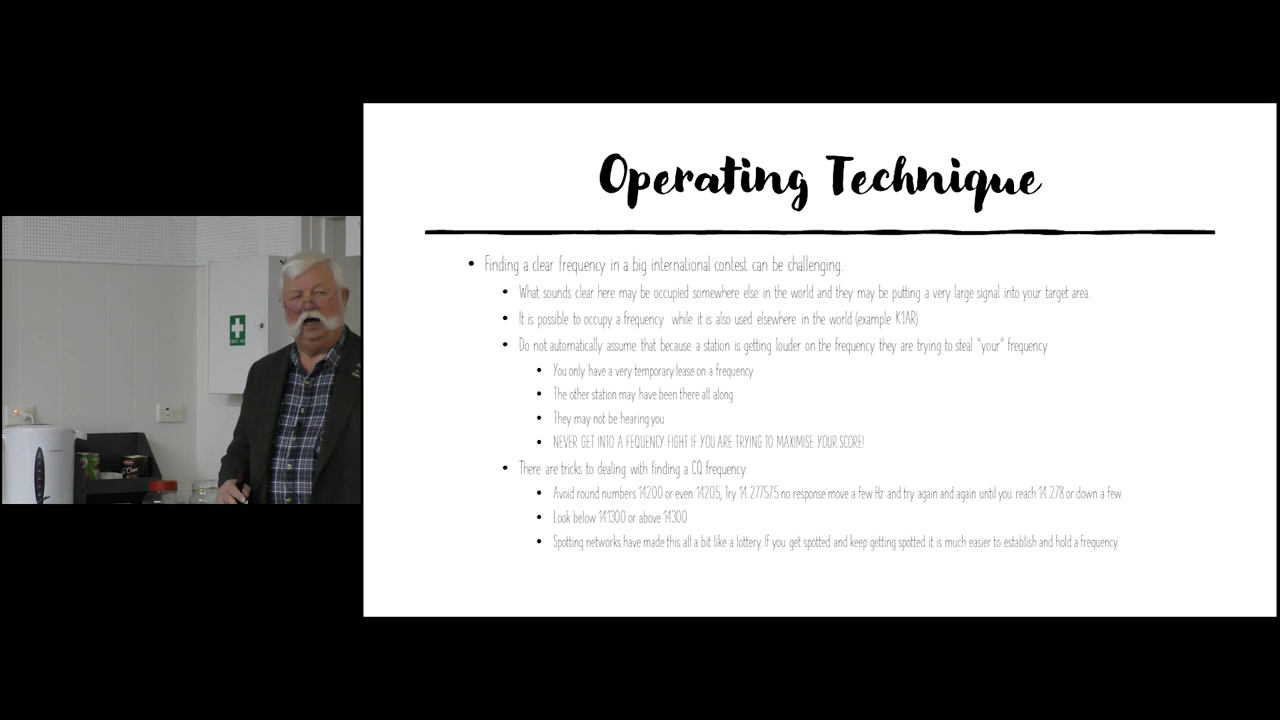 Operating Technique
• Finding a clear frequency in a big international contest can be challenging.
• What sounds clear here may be occupied somewhere else in the world and they may be putting a very large signal into your target area.
• It is possible to occupy a frequency while it is also used elsewhere in the world (example K1AR)
• Do not automatically assume that because a station is getting louder on the frequency they are trying to steal "your" frequency
• You only have a very temporary lease on a frequency
• The other station may have been there all along
• They may not be hearing you
• NEVER GET INTO A FEQUENCY FIGHT IF YOU ARE TRYING TO MAXIMISE YOUR SCORE!
• There are tricks to dealing with finding a CQ frequency
• Avoid round numbers 14200 or even 14205, Try 14.27757.5 no response move a few Hz and try again and again until you reach 14.278 or down a few.
• Look below 141300 or above 14300
• Spotting networks have made this all a bit like a lottery. If you get spotted and keep getting spotted it is much easier to establish and hold a frequency